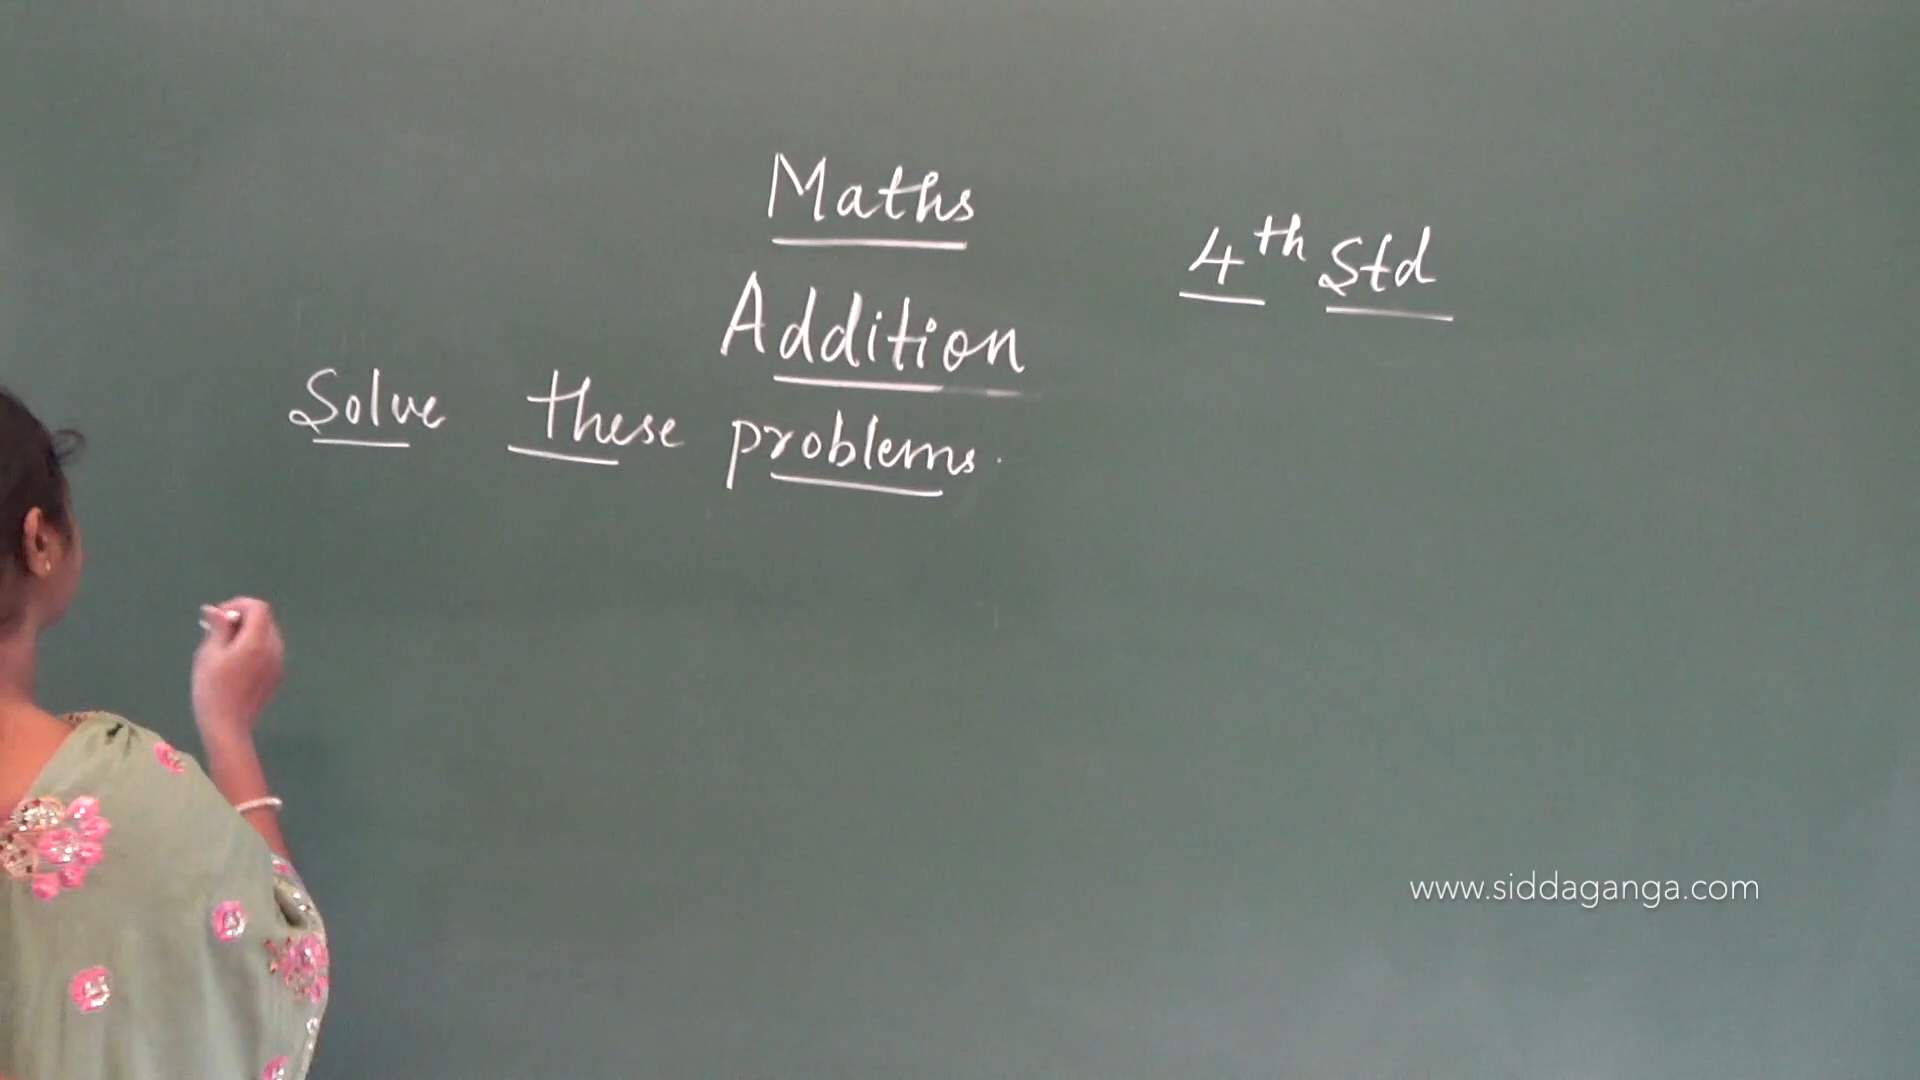 Maths
4th Std
Addition
Solve these problems.
www.siddaganga.com